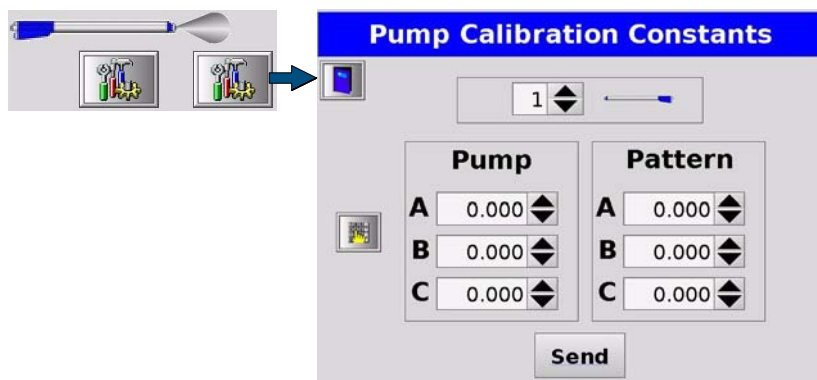 Pump Calibration Constants
1
Pump Pattern
A 0.000 A 0.000
B 0.000 B 0.000
C 0.000 C 0.000
Send